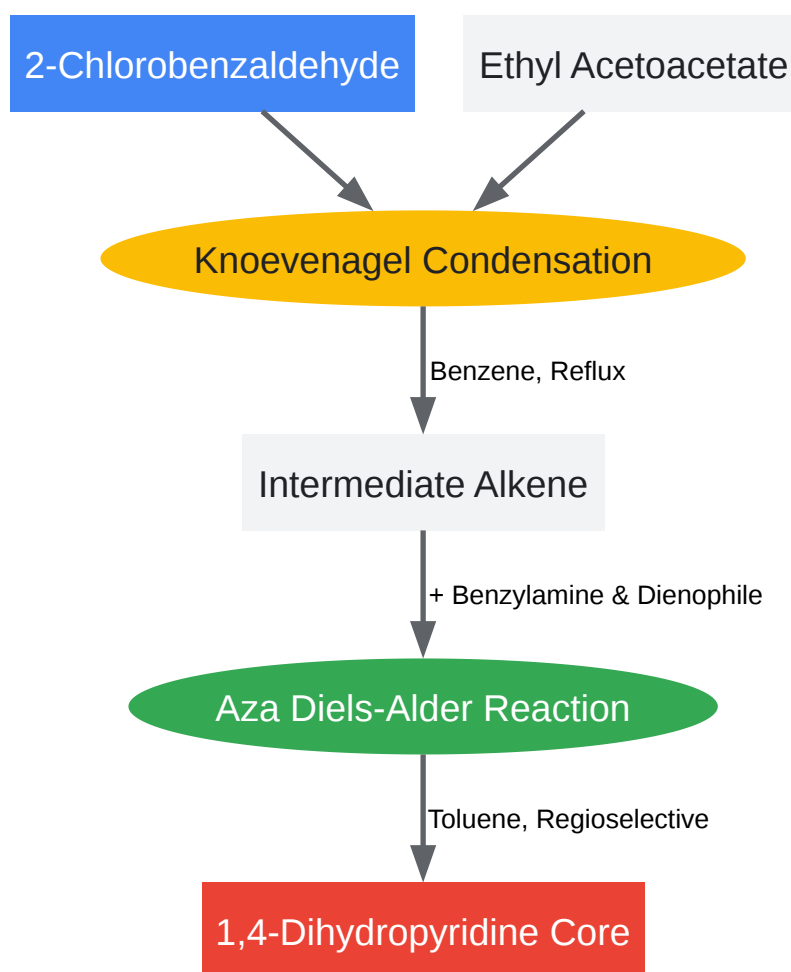 2-Chlorobenzaldehyde
Ethyl Acetoacetate
Knoevenagel Condensation
Benzene, Reflux
Intermediate Alkene
+ Benzylamine & Dienophile
Aza Diels-Alder Reaction
Toluene, Regioselective
1,4-Dihydropyridine Core